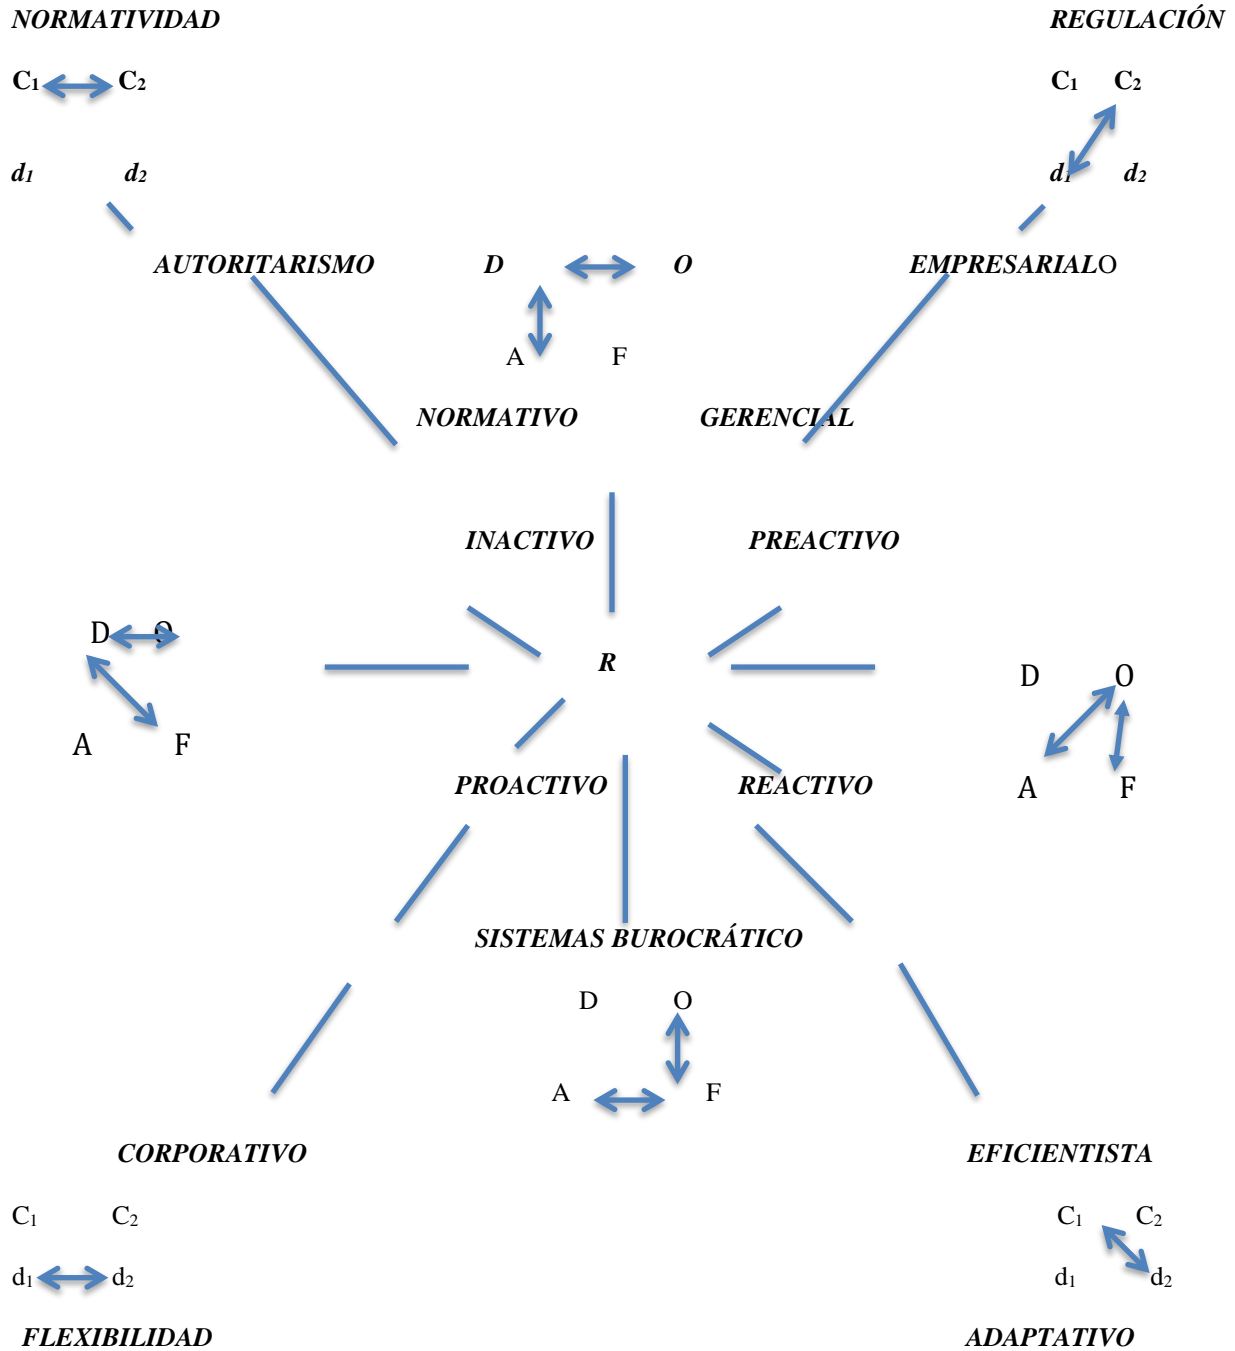 NORMATIVIDAD REGULACIÓN
C₁ C₂ C₁ C₂
d₁ d₂ d₁ d₂
AUTORITARISMO D O EMPRESARIALO
A F
NORMATIVO GERENCIAL
INACTIVO PREACTIVO
D O
R
D O
A F
PROACTIVO REACTIVO
A F
SISTEMAS BUROCRÁTICO
D O
A F
CORPORATIVO EFICIENTISTA
C₁ C₂ C₁ C₂
d₁ d₂ d₁ d₂
FLEXIBILIDAD ADAPTATIVO